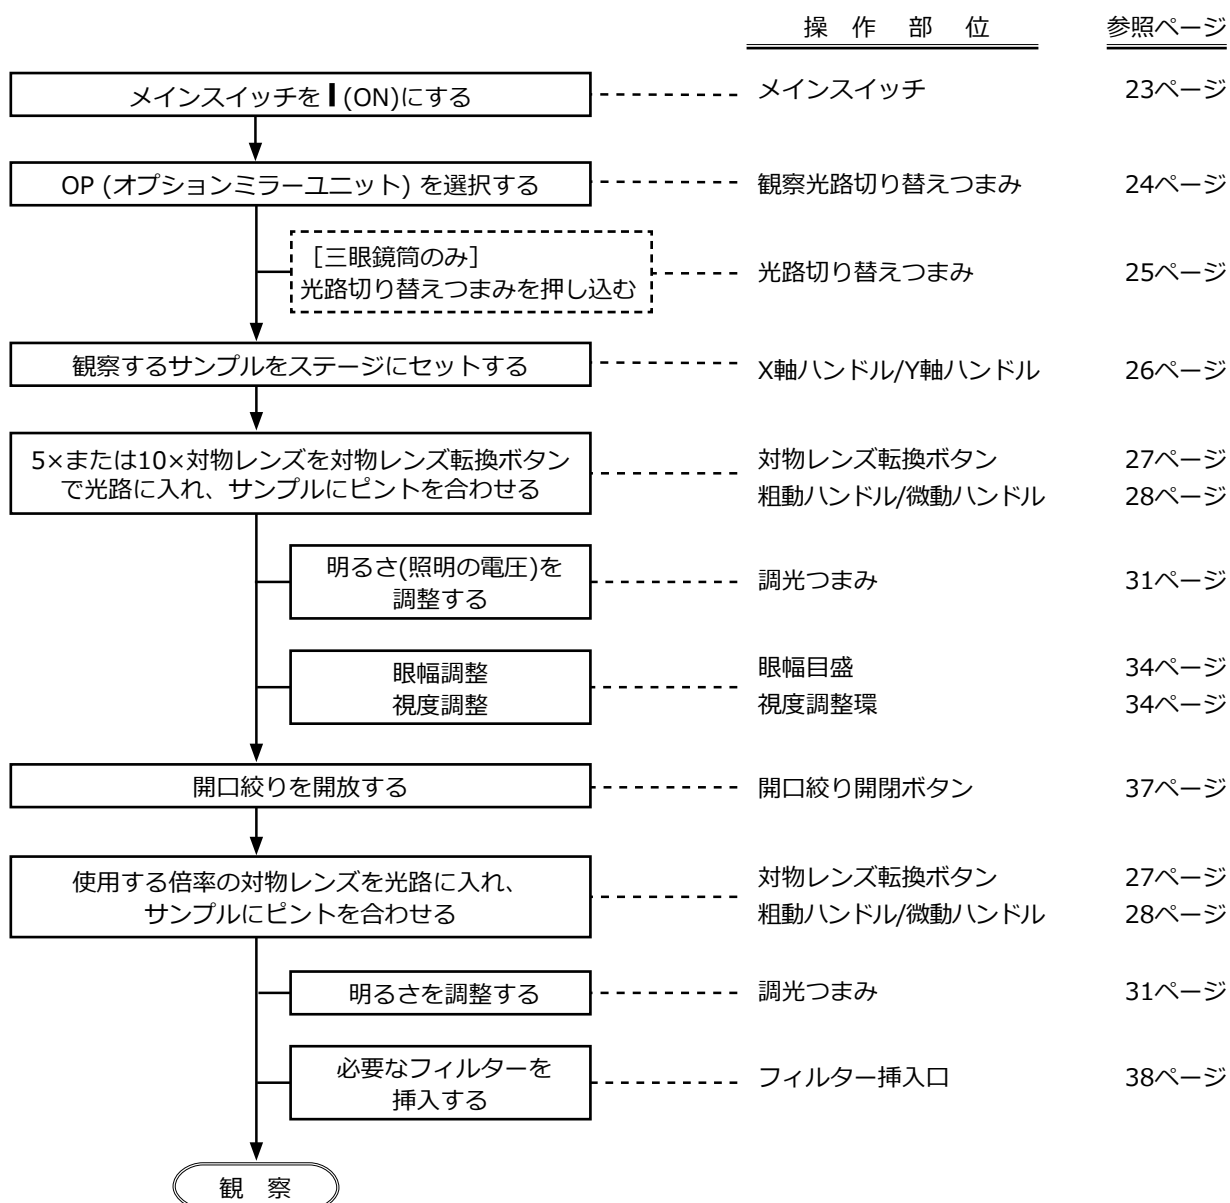 操 作 部 位 参照ページ
メインスイッチを I (ON)にする メインスイッチ 23ページ
OP (オプションミラーユニット) を選択する 観察光路切り替えつまみ 24ページ
［三眼鏡筒のみ］
光路切り替えつまみを押し込む 光路切り替えつまみ 25ページ
観察するサンプルをステージにセットする X軸ハンドル/Y軸ハンドル 26ページ
5×または10×対物レンズを対物レンズ転換ボタン 対物レンズ転換ボタン 27ページ
で光路に入れ、サンプルにピントを合わせる 粗動ハンドル/微動ハンドル 28ページ
明るさ(照明の電圧)を
調整する 調光つまみ 31ページ
眼幅調整 眼幅目盛 34ページ
視度調整 視度調整環 34ページ
開口絞りを開放する 開口絞り開閉ボタン 37ページ
使用する倍率の対物レンズを光路に入れ、 対物レンズ転換ボタン 27ページ
サンプルにピントを合わせる 粗動ハンドル/微動ハンドル 28ページ
明るさを調整する 調光つまみ 31ページ
必要なフィルターを
挿入する フィルター挿入口 38ページ
観 察